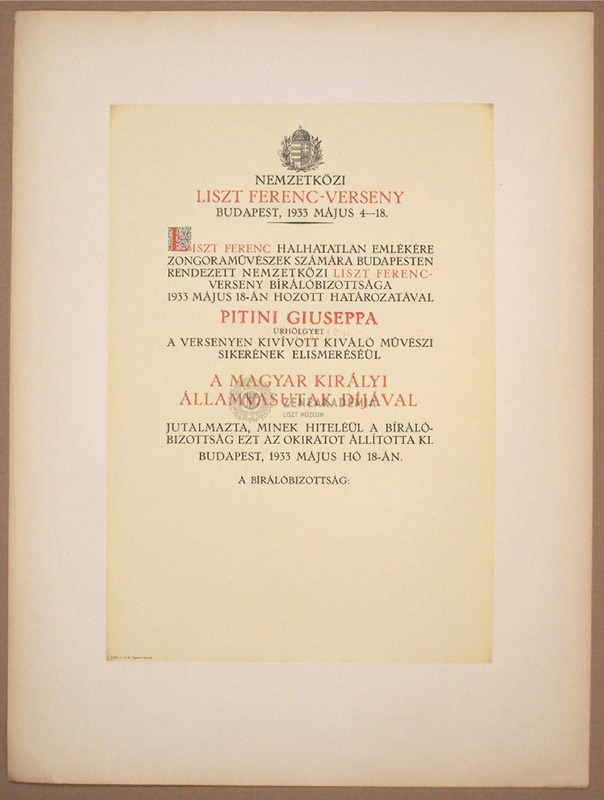 NEMZETKÖZI
LISZT FERENC-VERSENY
BUDAPEST, 1933 MÁJUS 4—18.
LISZT FERENC HALHATATLAN EMLÉKÉRE
ZONGORAMŰVÉSZEK SZÁMÁRA BUDAPESTEN
RENDEZETT NEMZETKÖZI LISZT FERENC-
VERSENY BÍRÁLÓBIZOTTSÁGA
1933 MÁJUS 18-ÁN HOZOTT HATÁROZATÁVAL
PITINI GIUSEPPA
ÚRHÖLGYET
A VERSENYEN KIVÍVOTT KIVÁLÓ MŰVÉSZI
SIKERÉNEK ELISMERÉSÉÜL
A MAGYAR KIRÁLYI
ÁLLAMVASUTAK DÍJÁVAL
ZENEAKADÉMIA
LISZT MÚZEUM
JUTALMAZTA, MINEK HITELÉÜL A BÍRÁLÓ-
BIZOTTSÁG EZT AZ OKIRATOT ÁLLÍTOTTA KI.
BUDAPEST, 1933 MÁJUS HÓ 18-ÁN.
A BÍRÁLÓBIZOTTSÁG: